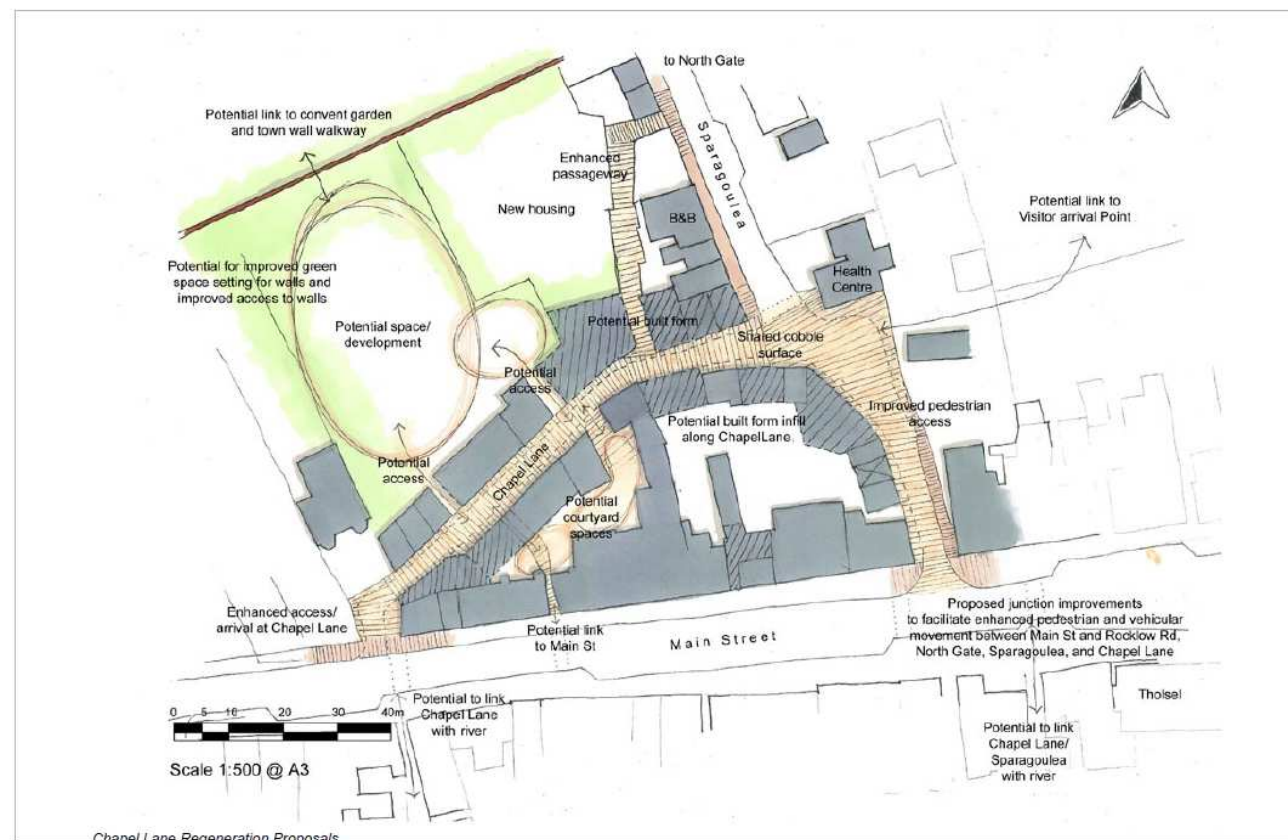 to North Gate
Potential link to convent garden
and town wall walkway
Sparagoulea
Enhanced
passageway
New housing
B&B
Potential link to
Visitor arrival Point
Potential for improved green
space setting for walls and
improved access to walls
Health
Centre
Potential space/
development
Potential built form
Shared cobble
surface
Potential
access
Improved pedestrian
access
Potential built form infill
along ChapelLane
Potential
access
Chapel Lane
Potential
courtyard
spaces
Enhanced access/
arrival at Chapel Lane
Potential link
to Main St
Main Street
Proposed junction improvements
to facilitate enhanced pedestrian and vehicular
movement between Main St and Rocklow Rd,
North Gate, Sparagoulea, and Chapel Lane
Tholsel
Potential to link
Chapel Lane
with river
Potential to link
Chapel Lane/
Sparagoulea
with river
0 5 10 20 30 40m
Scale 1:500 @ A3
Chapel Lane Regeneration Proposals